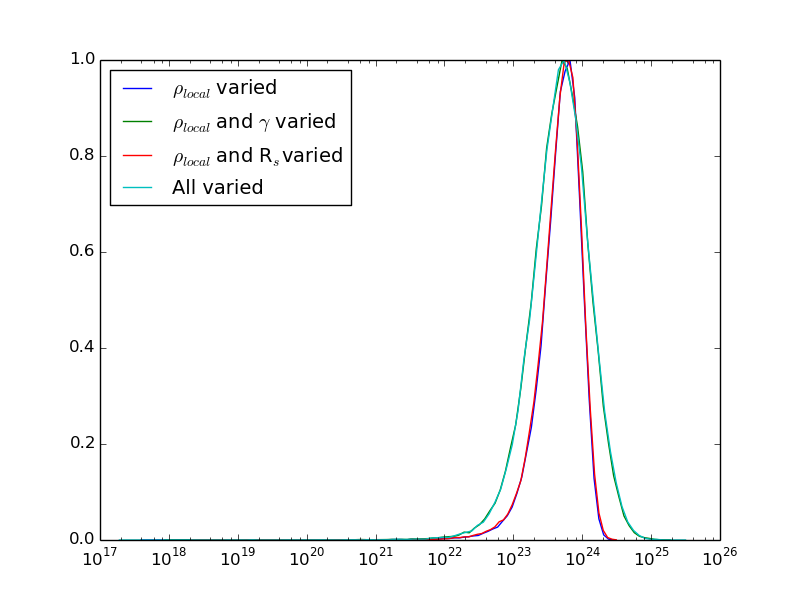 1.0
0.8
0.6
0.4
0.2
0.0
ρ_local varied
ρ_local and γ varied
ρ_local and R_s varied
All varied
10^17 10^18 10^19 10^20 10^21 10^22 10^23 10^24 10^25 10^26